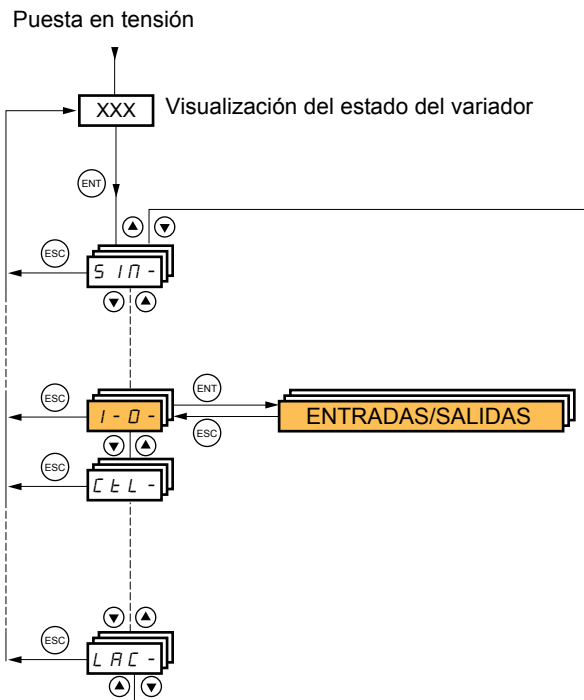 Puesta en tensión
XXX
Visualización del estado del variador
ENT
ESC
SIM-
ESC
I-O-
ENT
ESC
ENTRADAS/SALIDAS
ESC
CtL-
ESC
LAC-